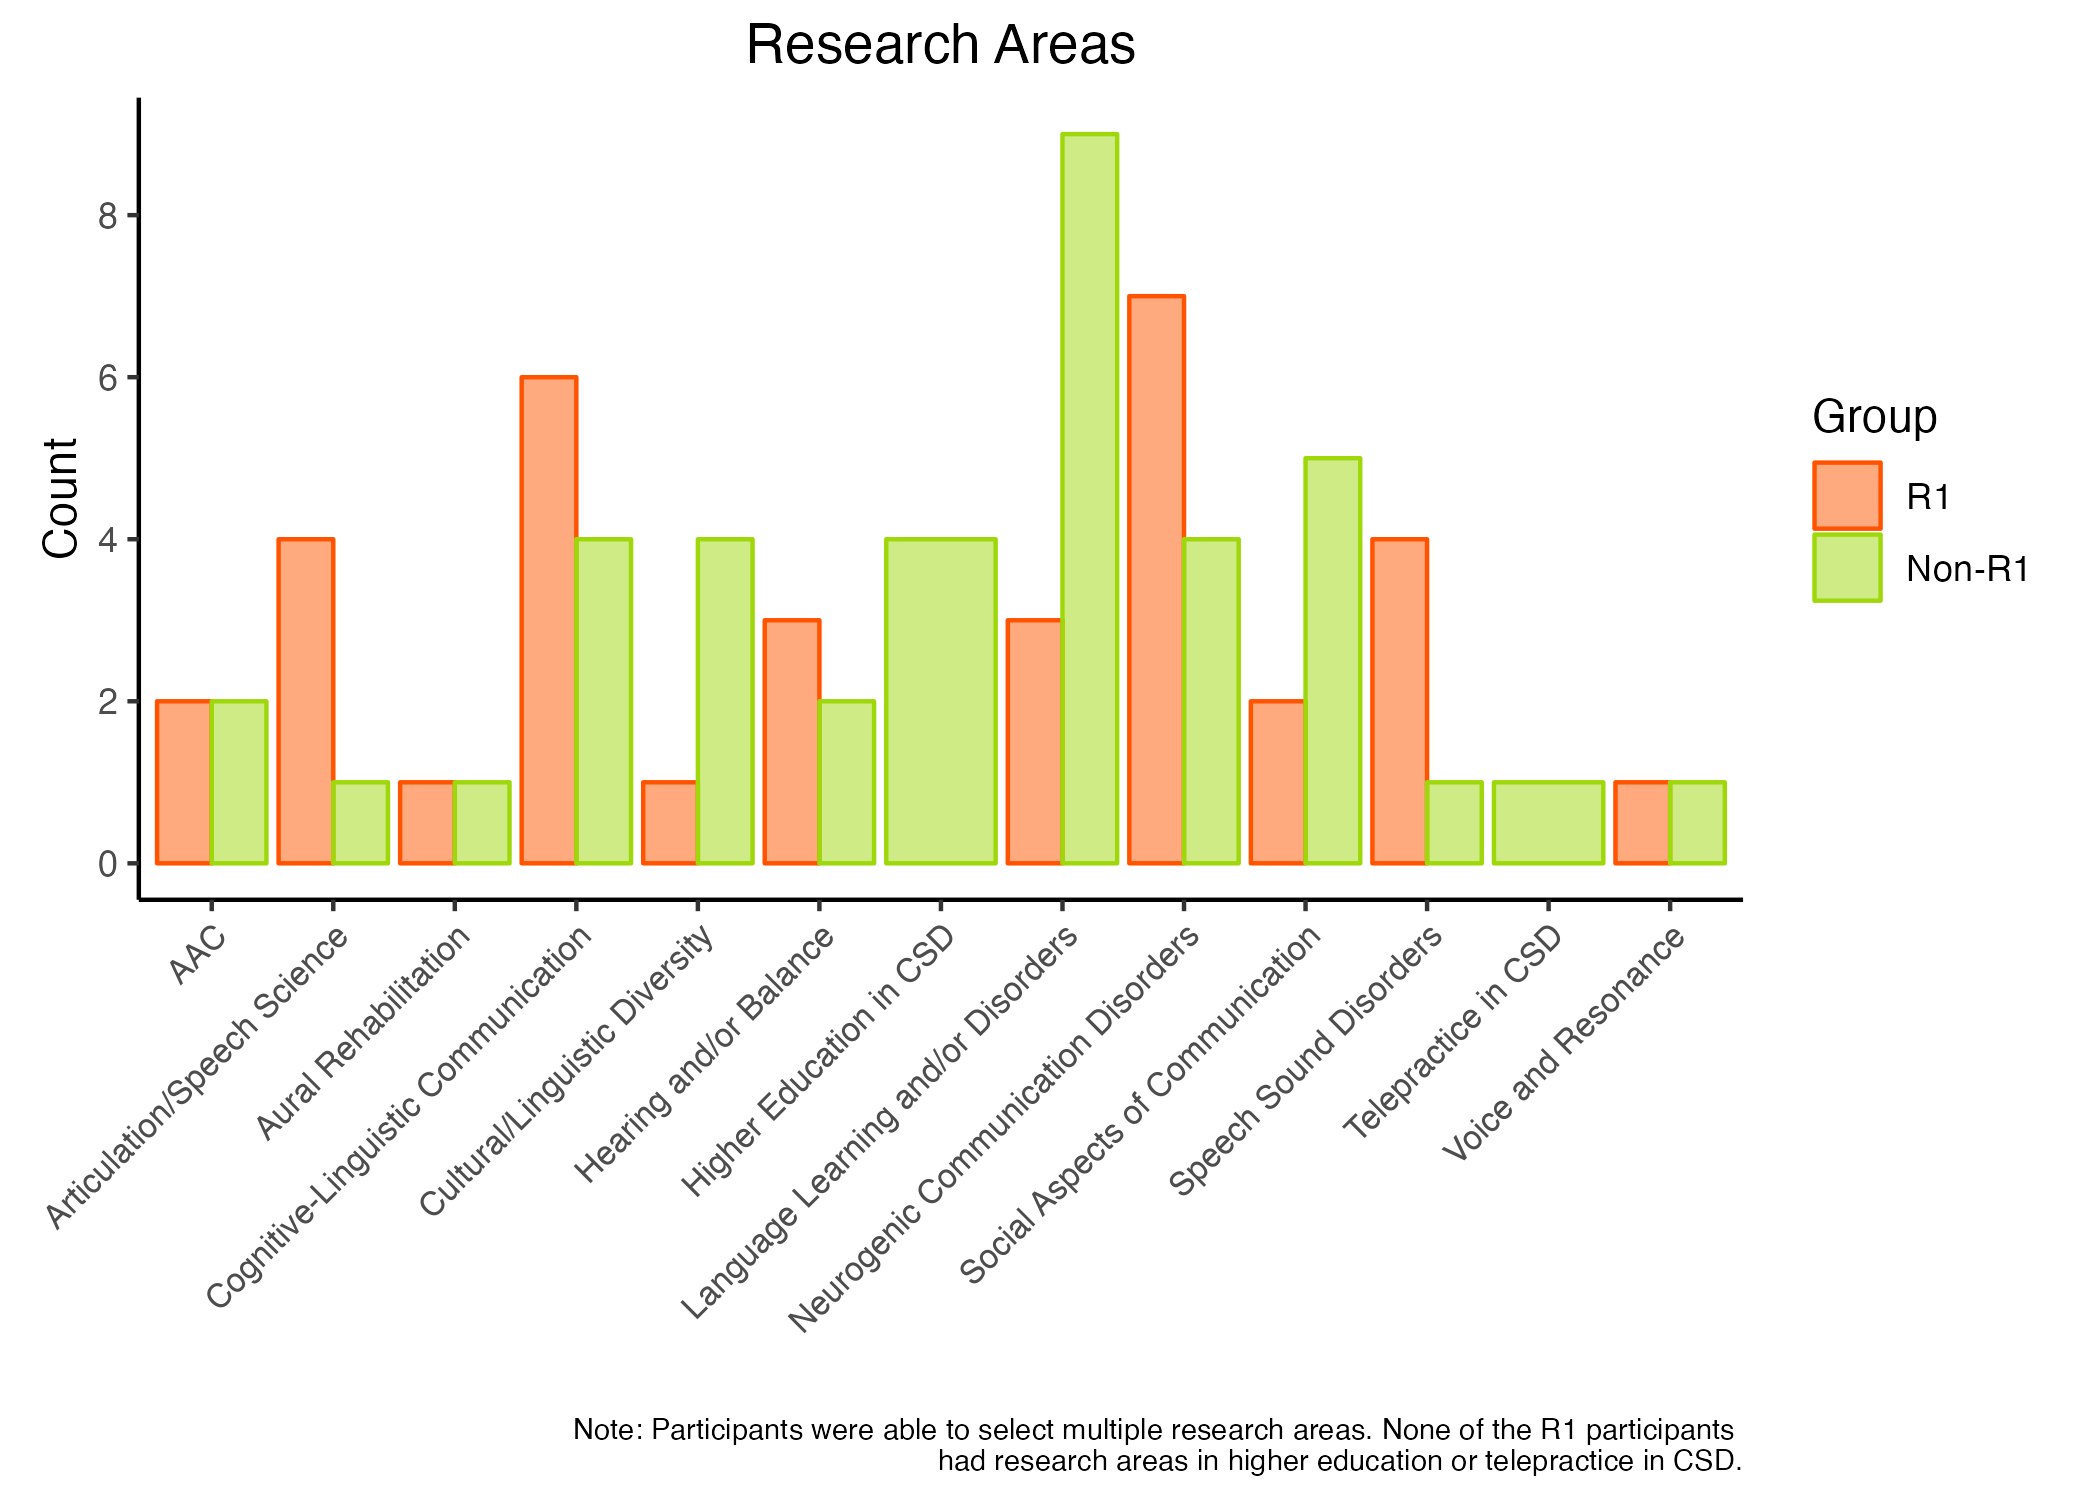 Research Areas
Count
8
6
4
2
0
AAC
Articulation/Speech Science
Aural Rehabilitation
Cognitive-Linguistic Communication
Cultural/Linguistic Diversity
Hearing and/or Balance
Higher Education in CSD
Language Learning and/or Disorders
Neurogenic Communication Disorders
Social Aspects of Communication
Speech Sound Disorders
Telepractice in CSD
Voice and Resonance
Group
R1
Non-R1
Note: Participants were able to select multiple research areas. None of the R1 participants
had research areas in higher education or telepractice in CSD.